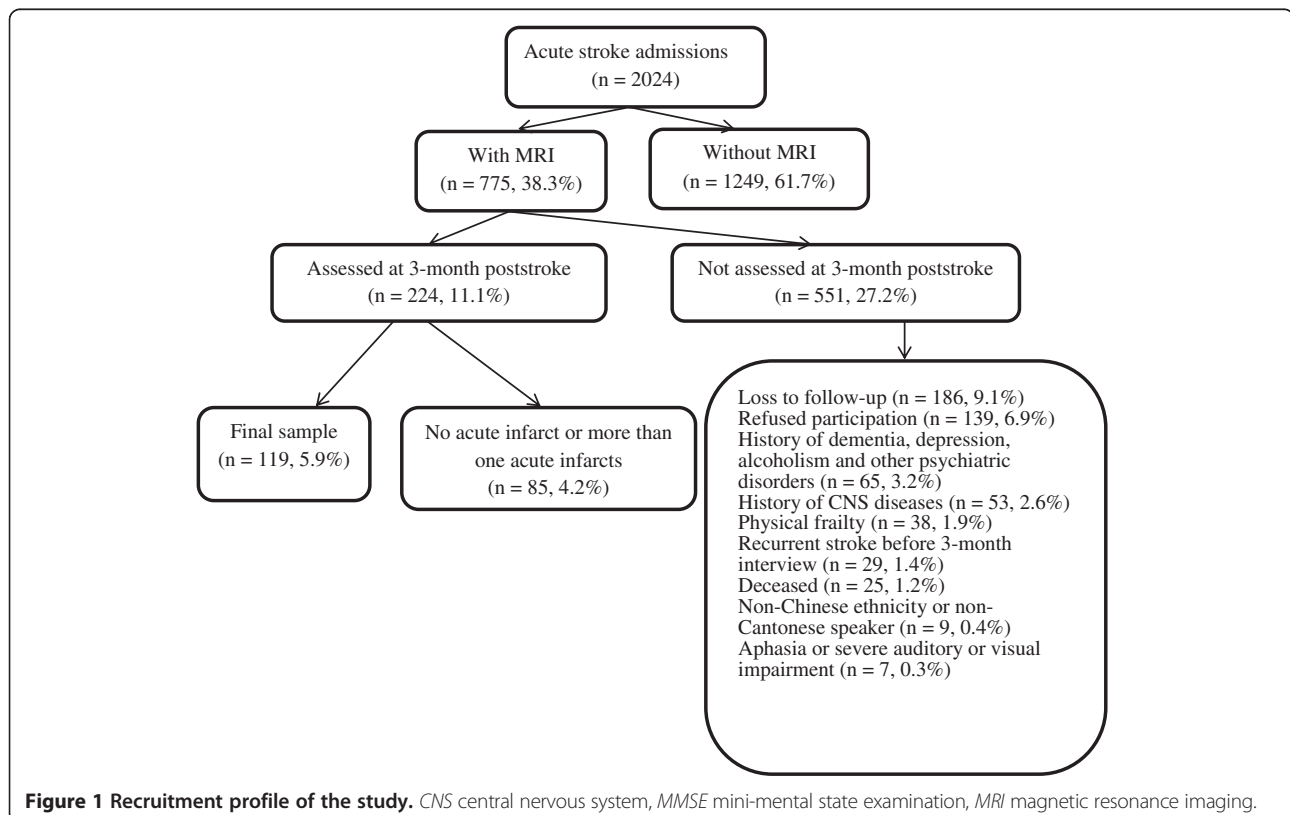 Acute stroke admissions
(n = 2024)
With MRI
(n = 775, 38.3%)
Without MRI
(n = 1249, 61.7%)
Assessed at 3-month poststroke
(n = 224, 11.1%)
Not assessed at 3-month poststroke
(n = 551, 27.2%)
Final sample
(n = 119, 5.9%)
No acute infarct or more than
one acute infarcts
(n = 85, 4.2%)
Loss to follow-up (n = 186, 9.1%)
Refused participation (n = 139, 6.9%)
History of dementia, depression,
alcoholism and other psychiatric
disorders (n = 65, 3.2%)
History of CNS diseases (n = 53, 2.6%)
Physical frailty (n = 38, 1.9%)
Recurrent stroke before 3-month
interview (n = 29, 1.4%)
Deceased (n = 25, 1.2%)
Non-Chinese ethnicity or non-
Cantonese speaker (n = 9, 0.4%)
Aphasia or severe auditory or visual
impairment (n = 7, 0.3%)
Figure 1 Recruitment profile of the study. CNS central nervous system, MMSE mini-mental state examination, MRI magnetic resonance imaging.